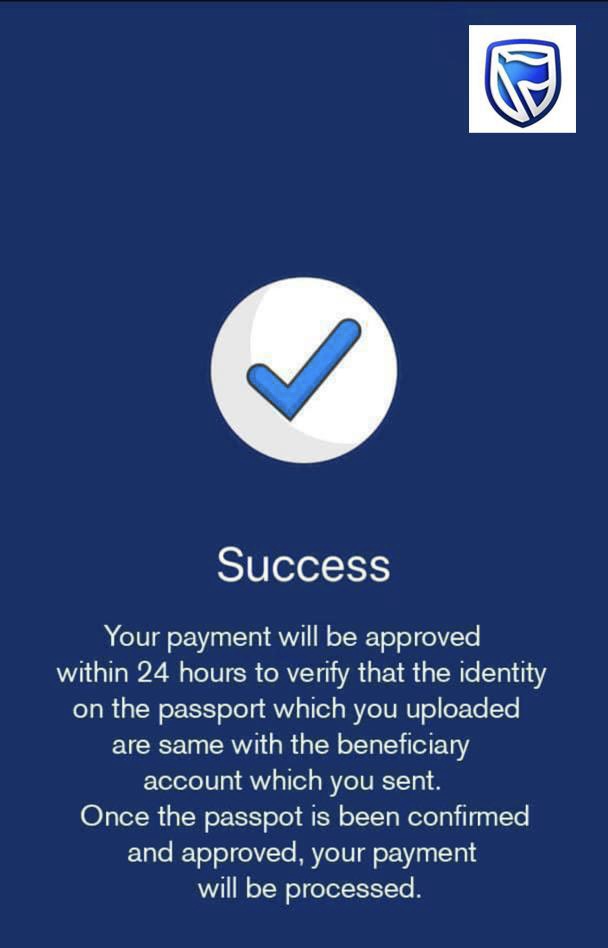 Success
Your payment will be approved
within 24 hours to verify that the identity
on the passport which you uploaded
are same with the beneficiary
account which you sent.
Once the passpot is been confirmed
and approved, your payment
will be processed.